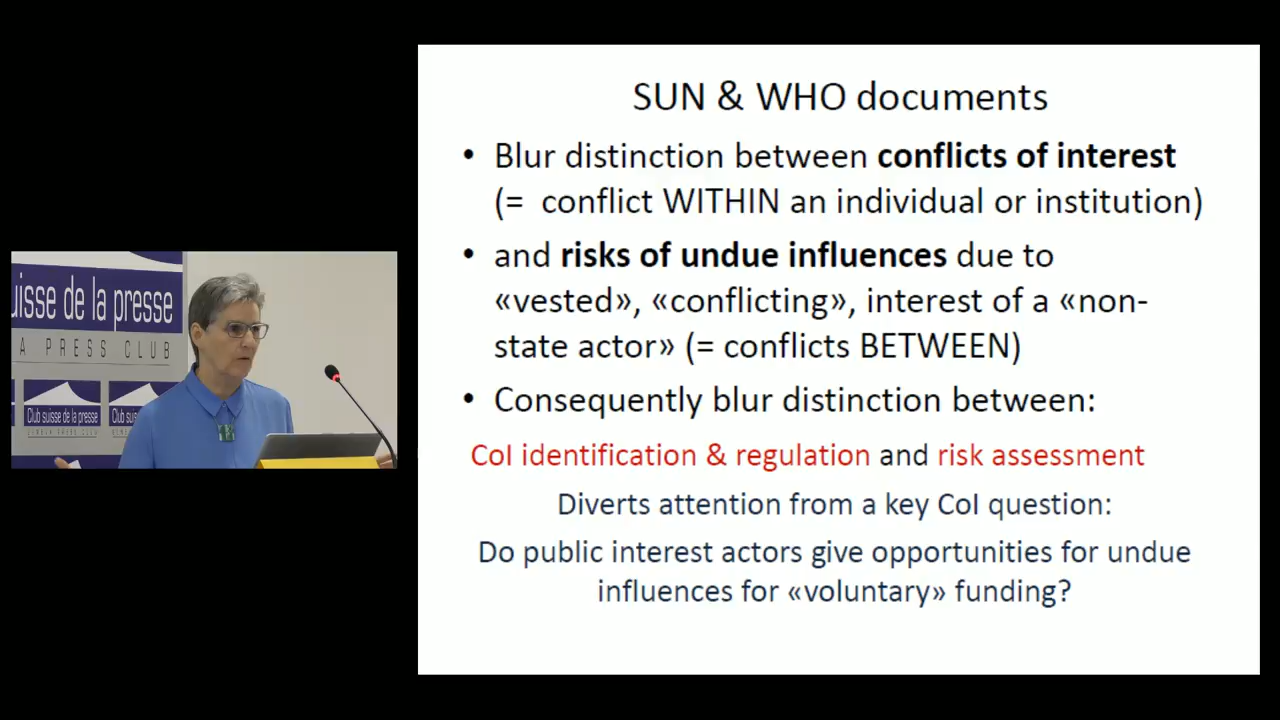 SUN & WHO documents
• Blur distinction between conflicts of interest
(= conflict WITHIN an individual or institution)
• and risks of undue influences due to
«vested», «conflicting», interest of a «non-
state actor» (= conflicts BETWEEN)
• Consequently blur distinction between:
CoI identification & regulation and risk assessment
Diverts attention from a key CoI question:
Do public interest actors give opportunities for undue
influences for «voluntary» funding?
uisse de la presse
A PRESS CLUB
Club suisse de la presse
Club suis